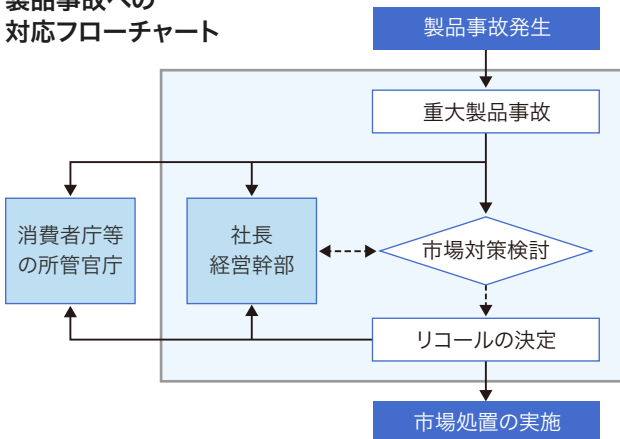 製品事故への
対応フローチャート
製品事故発生
重大製品事故
消費者庁等
の所管官庁
社長
経営幹部
市場対策検討
リコールの決定
市場処置の実施